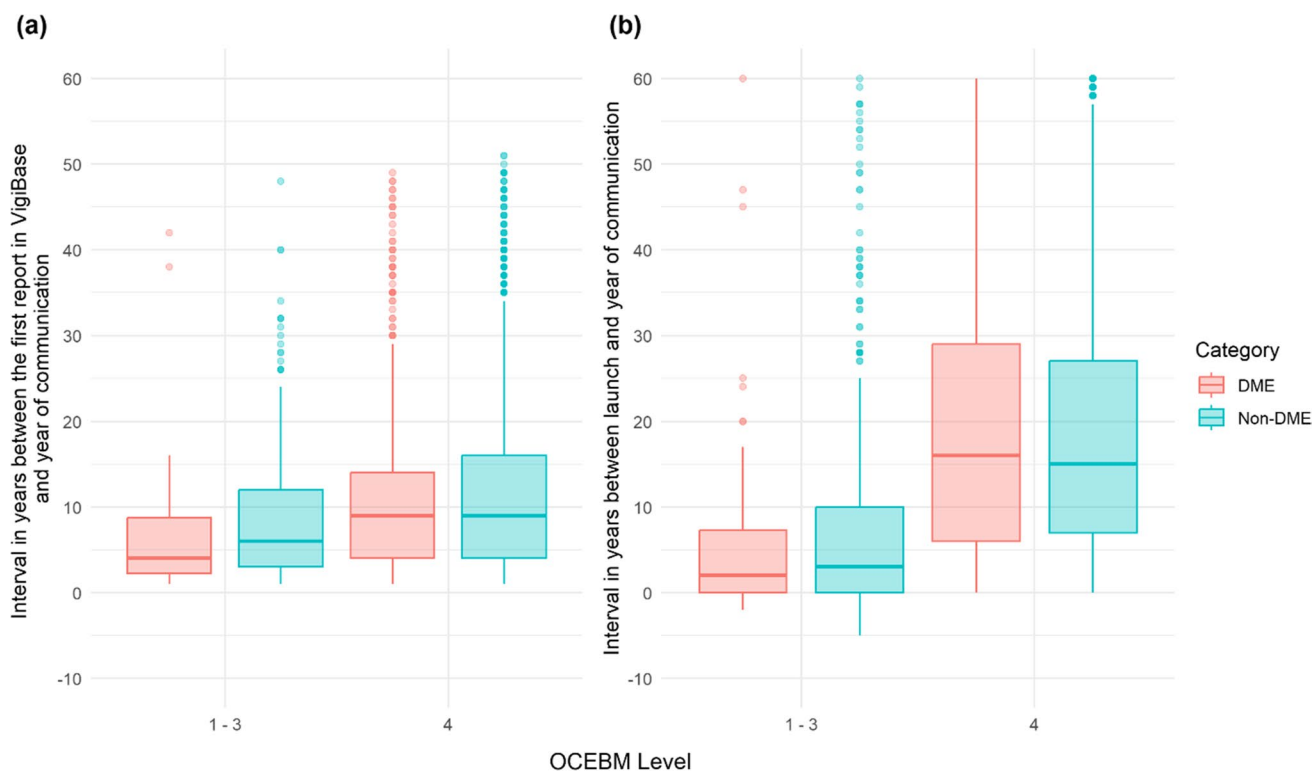 (a)
Interval in years between the first report in VigiBase
and year of communication
60
50
40
30
20
10
0
-10
1 - 3
4
(b)
Interval in years between launch and year of communication
60
50
40
30
20
10
0
-10
1 - 3
4
OCEBM Level
Category
DME
Non-DME